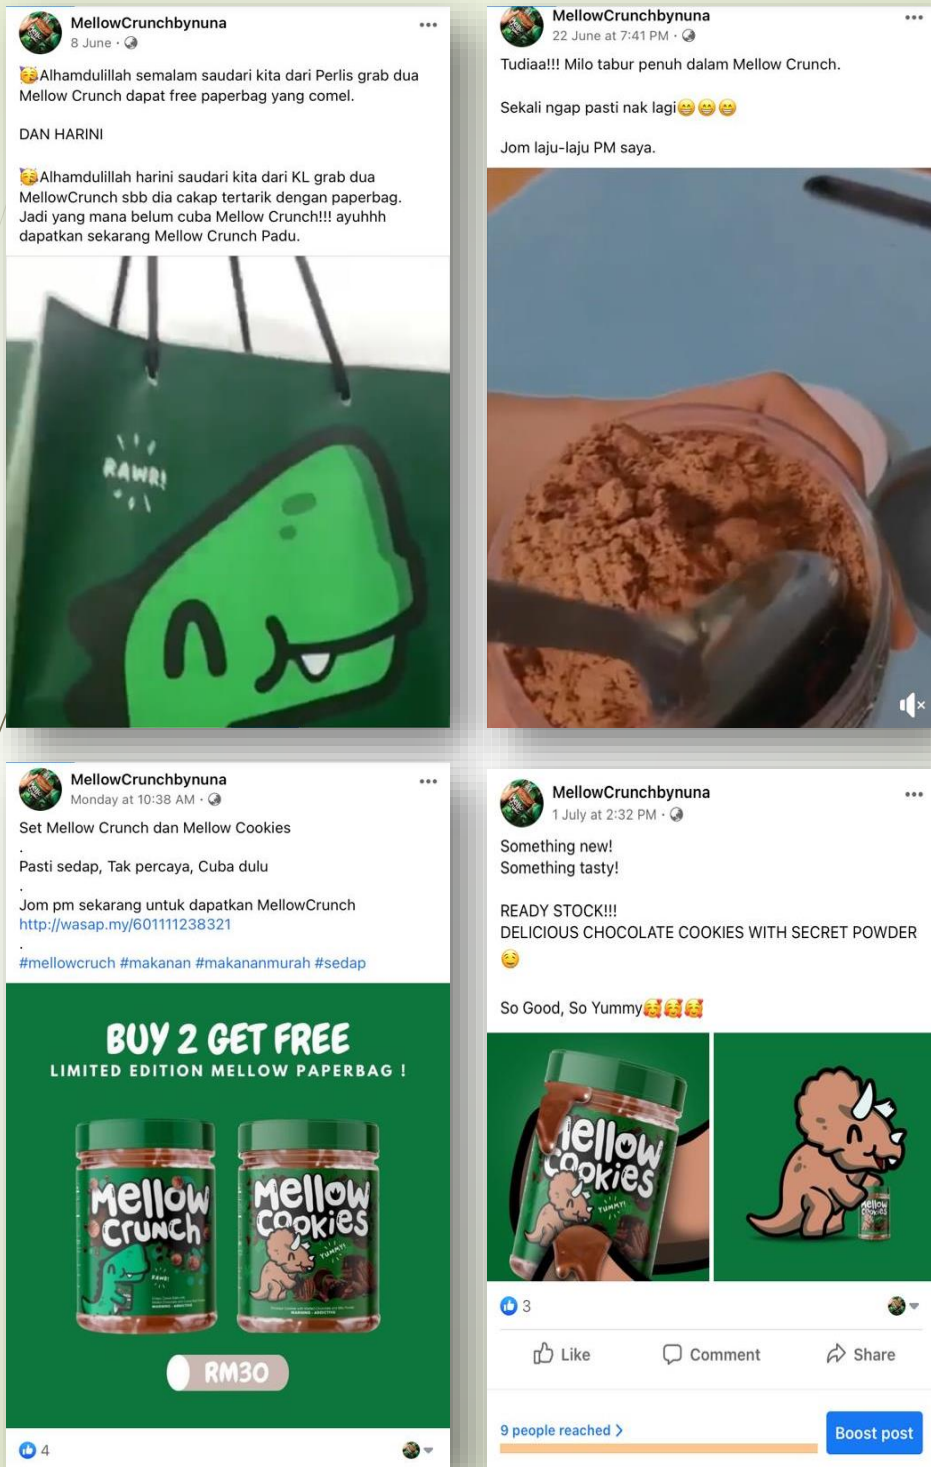 MellowCrunchbynuna
8 June
🥳Alhamdulillah semalam saudari kita dari Perlis grab dua
Mellow Crunch dapat free paperbag yang comel.
DAN HARINI
🥳Alhamdulillah harini saudari kita dari KL grab dua
MellowCrunch sbb dia cakap tertarik dengan paperbag.
Jadi yang mana belum cuba Mellow Crunch!!! ayuhhh
dapatkan sekarang Mellow Crunch Padu.
RAWR!
MellowCrunchbynuna
22 June at 7:41 PM
Tudiaa!!! Milo tabur penuh dalam Mellow Crunch.
Sekali ngap pasti nak lagi😁😁😁
Jom laju-laju PM saya.
MellowCrunchbynuna
Monday at 10:38 AM
Set Mellow Crunch dan Mellow Cookies
.
Pasti sedap, Tak percaya, Cuba dulu
.
Jom pm sekarang untuk dapatkan MellowCrunch
http://wasap.my/601111238321
.
#mellowcruch #makanan #makananmurah #sedap
BUY 2 GET FREE
LIMITED EDITION MELLOW PAPERBAG !
Mellow
CRUNCH
RAWR!
Mellow
COOKIES
YUMMY!
RM30
4
MellowCrunchbynuna
1 July at 2:32 PM
Something new!
Something tasty!
READY STOCK!!!
DELICIOUS CHOCOLATE COOKIES WITH SECRET POWDER
☺️
So Good, So Yummy🥰🥰🥰
Mellow
COOKIES
YUMMY!
Mellow
COOKIES
3
Like
Comment
Share
9 people reached
Boost post